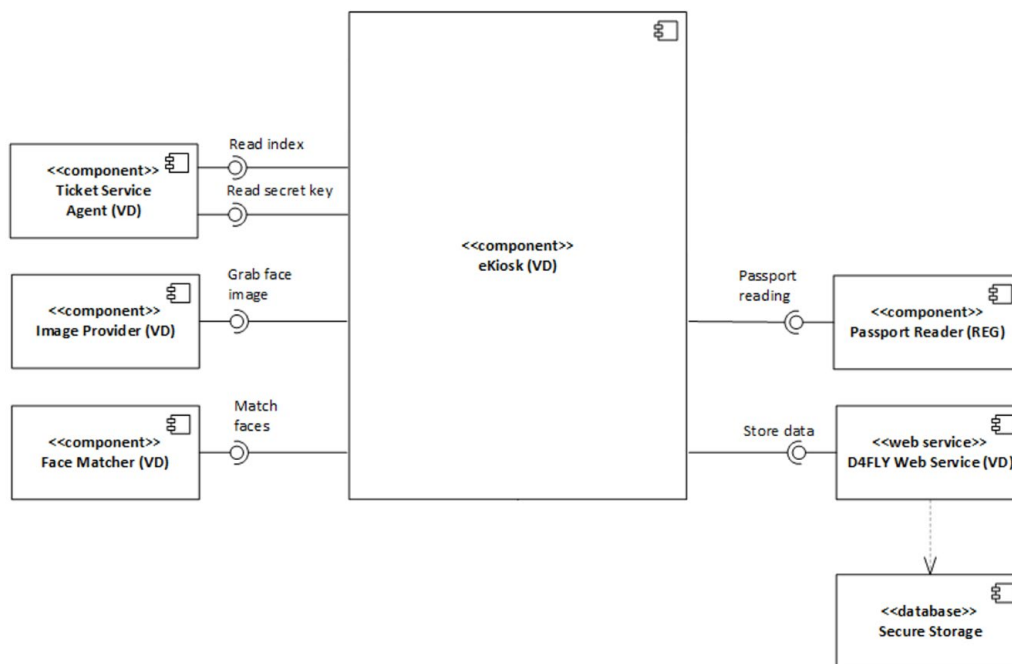 Read index
<<component>>
Ticket Service
Agent (VD)
Read secret key
<<component>>
eKiosk (VD)
Grab face
image
<<component>>
Image Provider (VD)
Passport
reading
<<component>>
Passport Reader (REG)
Match
faces
<<component>>
Face Matcher (VD)
Store data
<<web service>>
D4FLY Web Service (VD)
<<database>>
Secure Storage